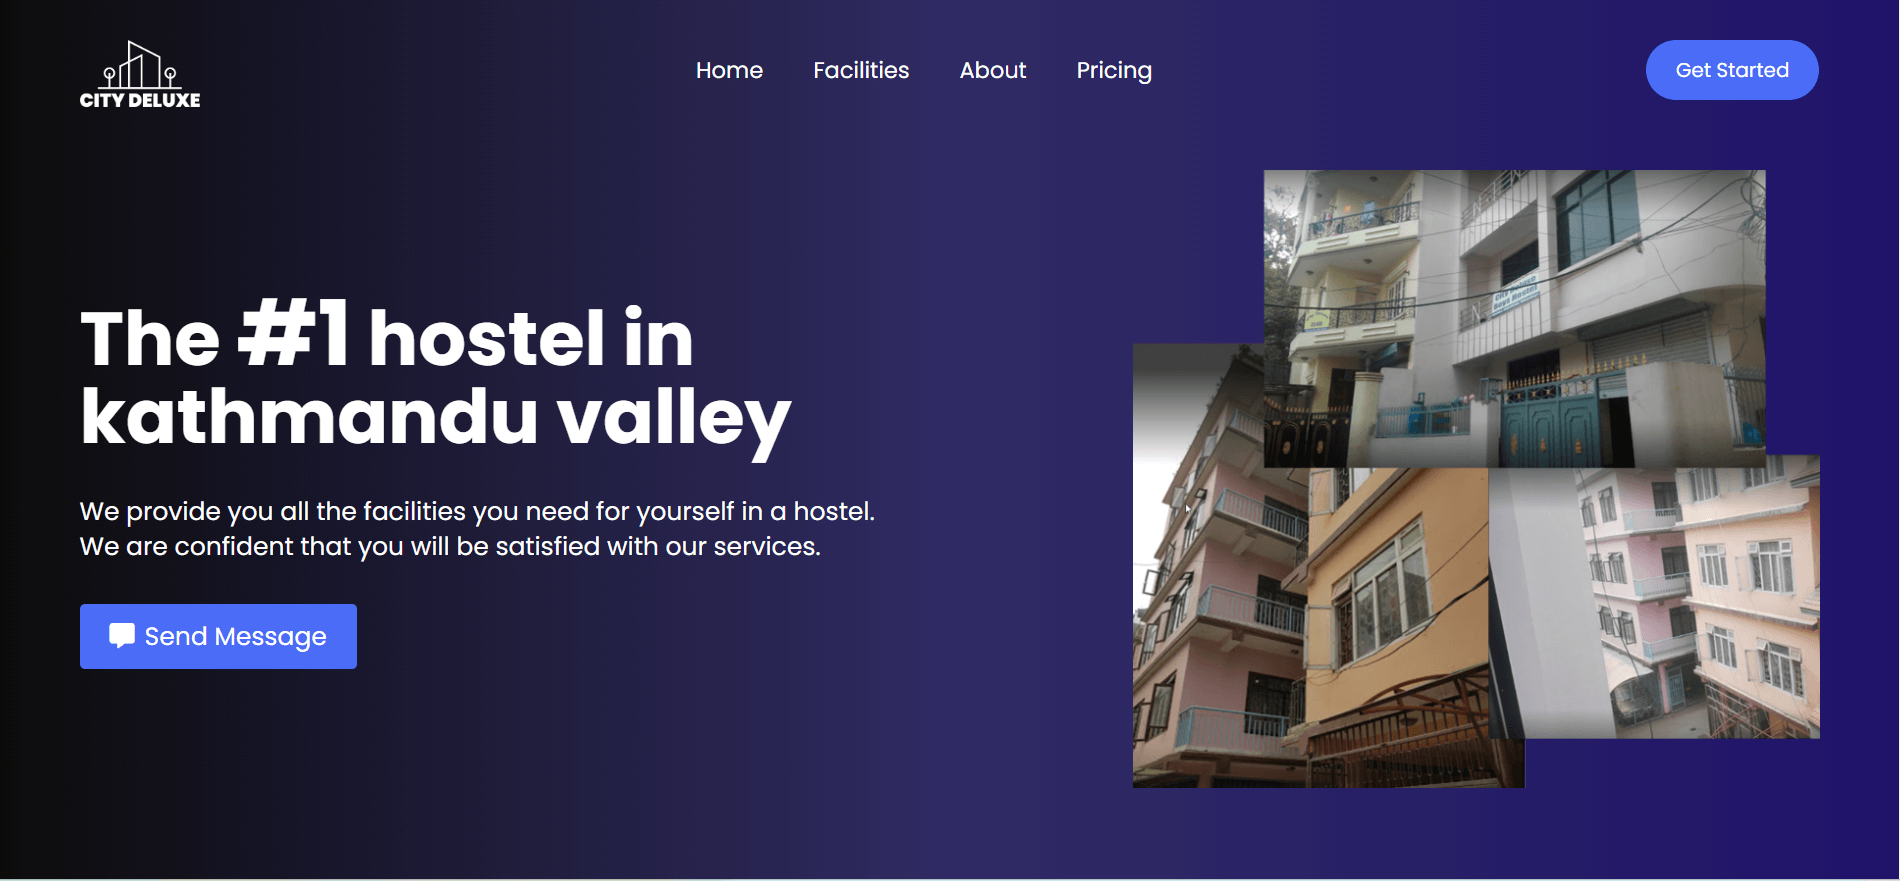 CITY DELUXE
Home Facilities About Pricing
Get Started
The #1 hostel in
kathmandu valley
We provide you all the facilities you need for yourself in a hostel.
We are confident that you will be satisfied with our services.
Send Message